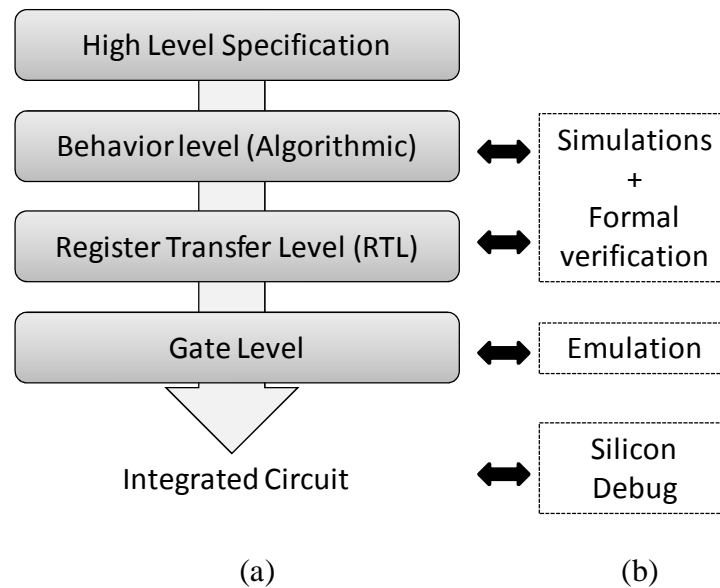 High Level Specification
Behavior level (Algorithmic)
Register Transfer Level (RTL)
Gate Level
Integrated Circuit
Simulations
+
Formal
verification
Emulation
Silicon
Debug
(a)
(b)